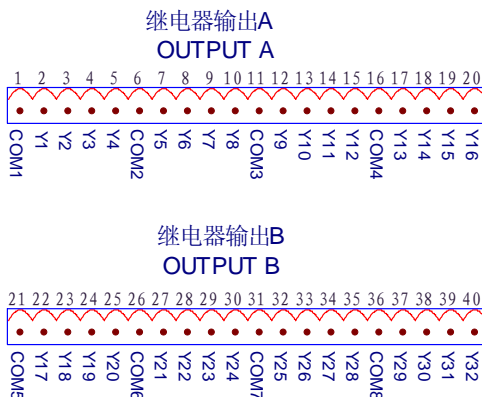 继电器输出A
OUTPUT A
1 2 3 4 5 6 7 8 9 10 11 12 13 14 15 16 17 18 19 20
COM1 Y1 Y2 Y3 Y4 COM2 Y5 Y6 Y7 Y8 COM3 Y9 Y10 Y11 Y12 COM4 Y13 Y14 Y15 Y16
继电器输出B
OUTPUT B
21 22 23 24 25 26 27 28 29 30 31 32 33 34 35 36 37 38 39 40
COM5 Y17 Y18 Y19 Y20 COM6 Y21 Y22 Y23 Y24 COM7 Y25 Y26 Y27 Y28 COM8 Y29 Y30 Y31 Y32